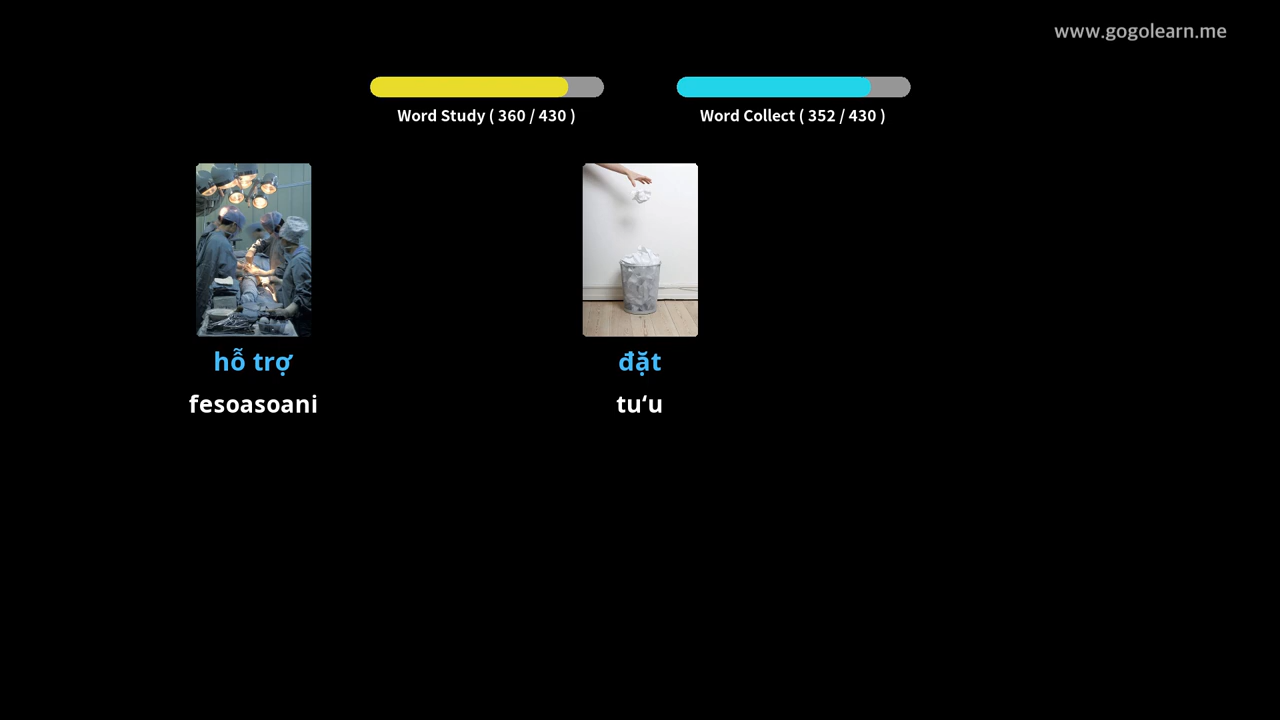 www.gogolearn.me
Word Study ( 360 / 430 )
Word Collect ( 352 / 430 )
hỗ trợ
đặt
fesoasoani
tuʻu